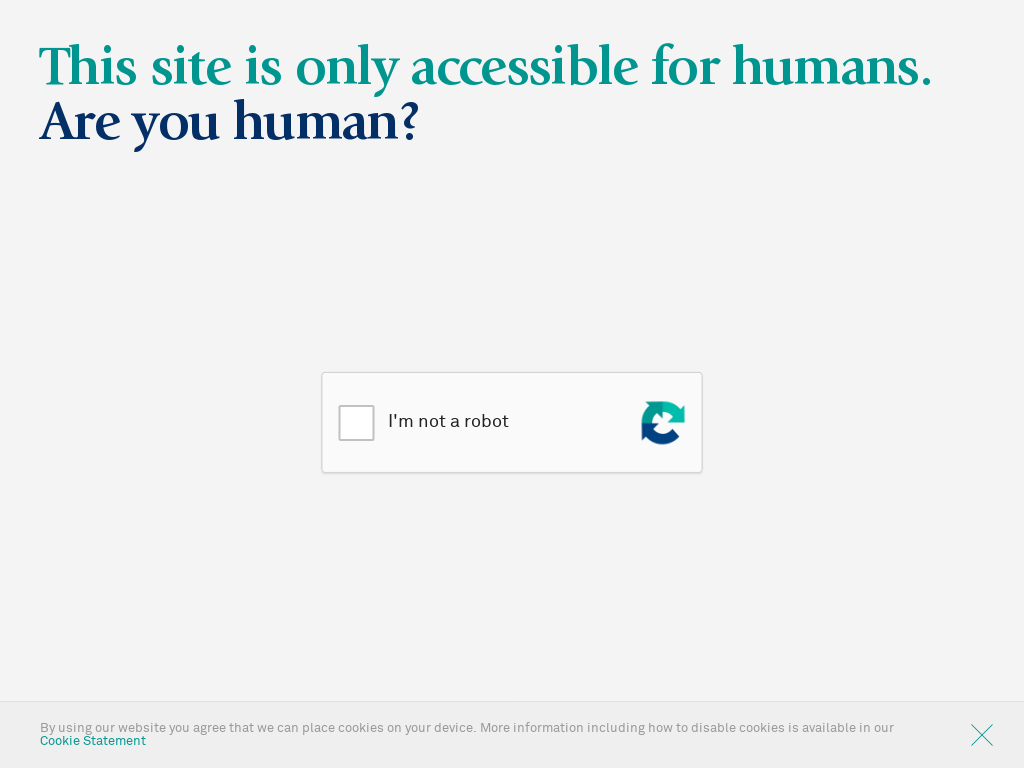 This site is only accessible for humans.
Are you human?
I'm not a robot
By using our website you agree that we can place cookies on your device. More information including how to disable cookies is available in our
Cookie Statement